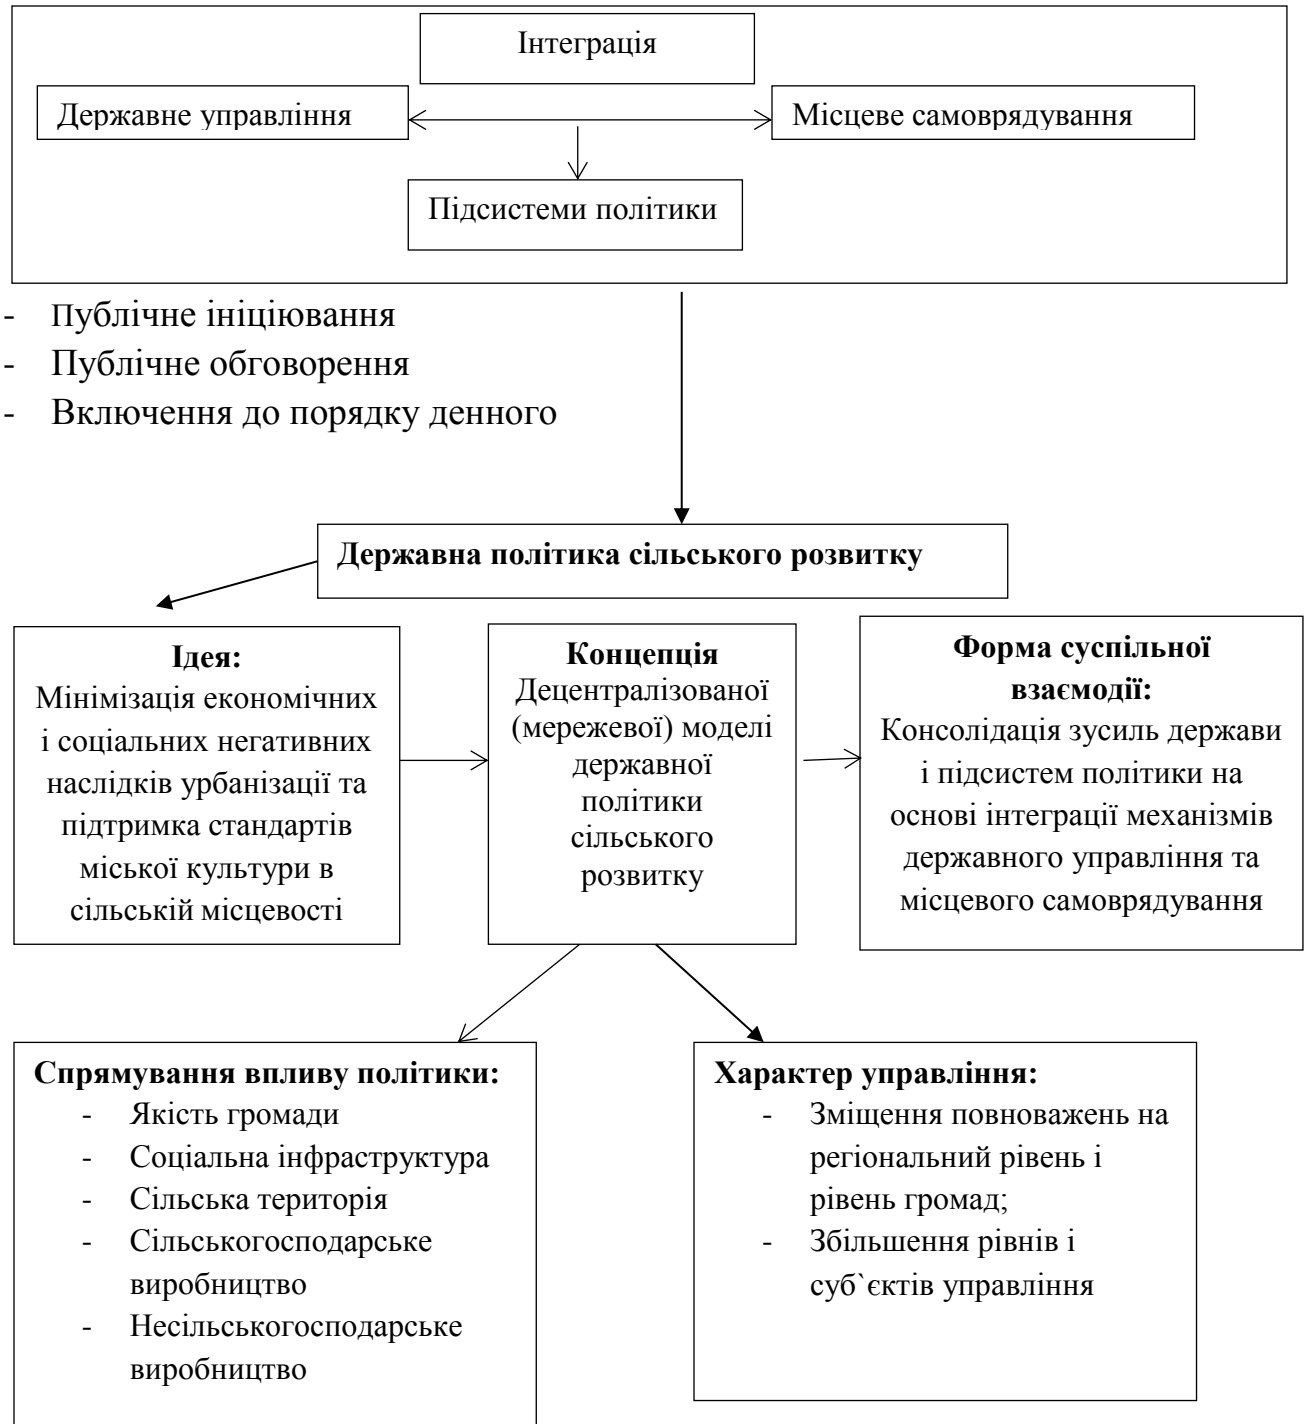 Інтеграція
Державне управління
Місцеве самоврядування
Підсистеми політики
- Публічне ініціювання
- Публічне обговорення
- Включення до порядку денного
Державна політика сільського розвитку
Ідея:
Мінімізація економічних
і соціальних негативних
наслідків урбанізації та
підтримка стандартів
міської культури в
сільській місцевості
Концепція
Децентралізованої
(мережевої) моделі
державної
політики
сільського
розвитку
Форма суспільної
взаємодії:
Консолідація зусиль держави
і підсистем політики на
основі інтеграції механізмів
державного управління та
місцевого самоврядування
Спрямування впливу політики:
- Якість громади
- Соціальна інфраструктура
- Сільська територія
- Сільськогосподарське
виробництво
- Несільськогосподарське
виробництво
Характер управління:
- Зміщення повноважень на
регіональний рівень і
рівень громад;
- Збільшення рівнів і
суб`єктів управління